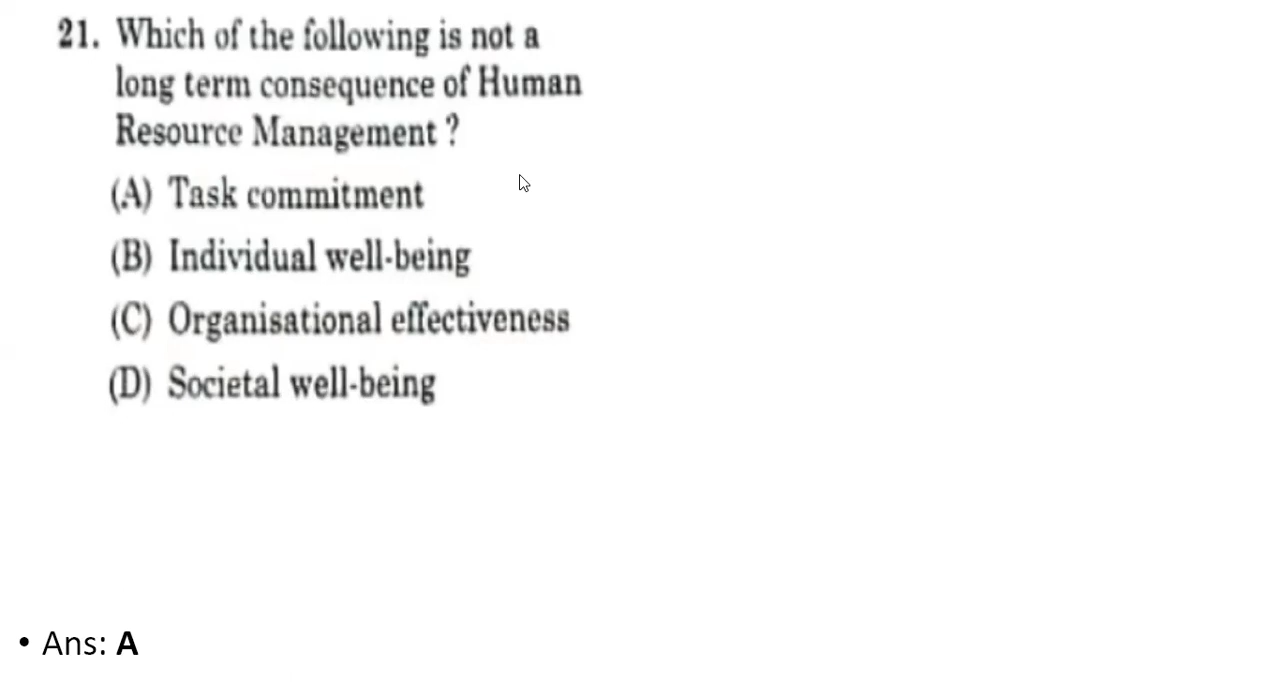 21. Which of the following is not a
long term consequence of Human
Resource Management ?
(A) Task commitment
(B) Individual well-being
(C) Organisational effectiveness
(D) Societal well-being
• Ans: A